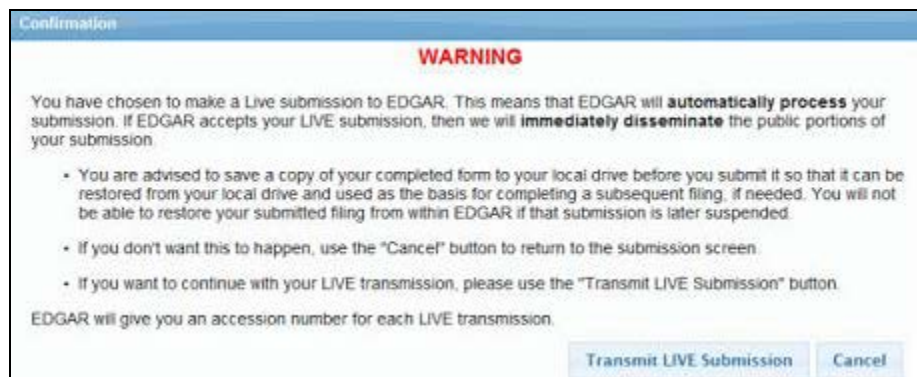 Confirmation
WARNING
You have chosen to make a Live submission to EDGAR. This means that EDGAR will automatically process your
submission. If EDGAR accepts your LIVE submission, then we will immediately disseminate the public portions of
your submission.
• You are advised to save a copy of your completed form to your local drive before you submit it so that it can be
restored from your local drive and used as the basis for completing a subsequent filing, if needed. You will not
be able to restore your submitted filing from within EDGAR if that submission is later suspended.
• If you don't want this to happen, use the "Cancel" button to return to the submission screen.
• If you want to continue with your LIVE transmission, please use the "Transmit LIVE Submission" button.
EDGAR will give you an accession number for each LIVE transmission.
Transmit LIVE Submission Cancel